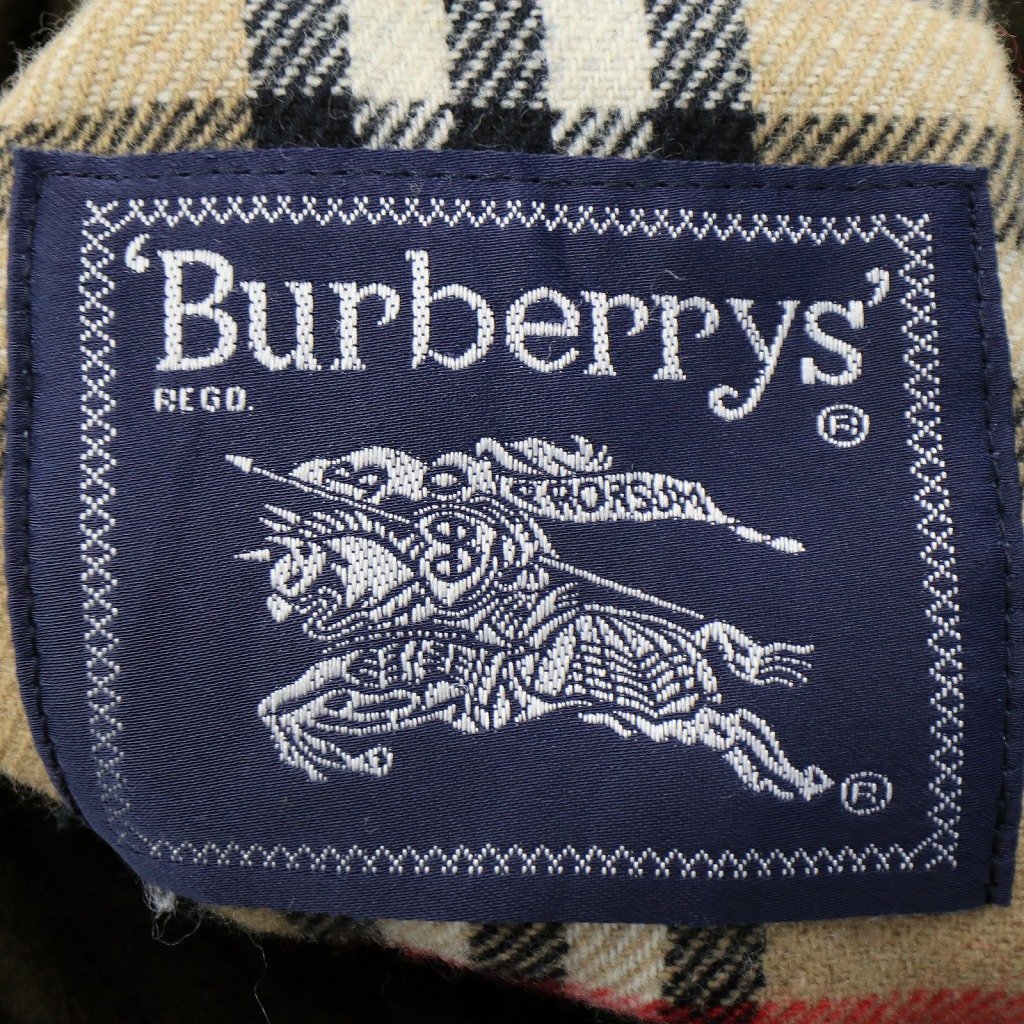 'Burberrys'
REGD.
®
PRORSUM
®